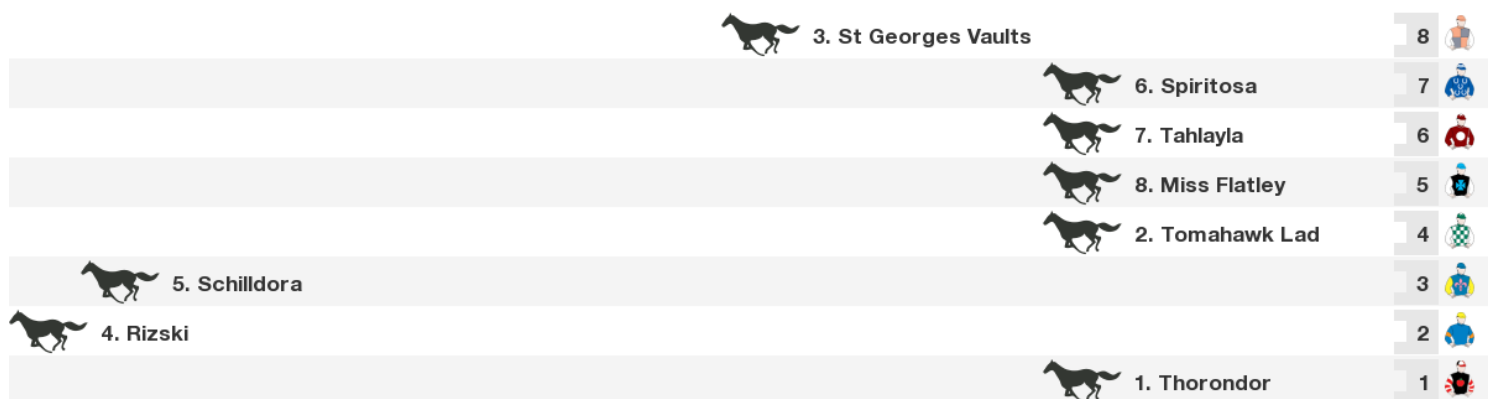 3. St Georges Vaults 8
6. Spiritosa 7
7. Tahlayla 6
8. Miss Flatley 5
2. Tomahawk Lad 4
5. Schilldora 3
4. Rizski 2
1. Thorondor 1